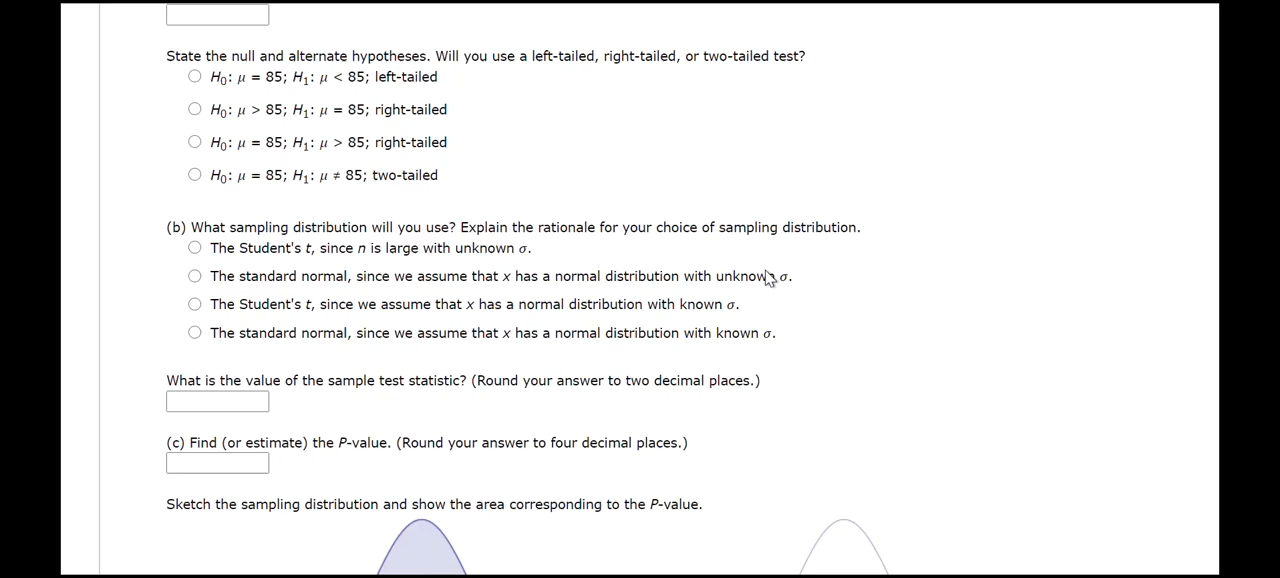 State the null and alternate hypotheses. Will you use a left-tailed, right-tailed, or two-tailed test?
H₀: μ = 85; H₁: μ < 85; left-tailed
H₀: μ > 85; H₁: μ = 85; right-tailed
H₀: μ = 85; H₁: μ > 85; right-tailed
H₀: μ = 85; H₁: μ ≠ 85; two-tailed
(b) What sampling distribution will you use? Explain the rationale for your choice of sampling distribution.
The Student's t, since n is large with unknown σ.
The standard normal, since we assume that x has a normal distribution with unknown σ.
The Student's t, since we assume that x has a normal distribution with known σ.
The standard normal, since we assume that x has a normal distribution with known σ.
What is the value of the sample test statistic? (Round your answer to two decimal places.)
(c) Find (or estimate) the P-value. (Round your answer to four decimal places.)
Sketch the sampling distribution and show the area corresponding to the P-value.